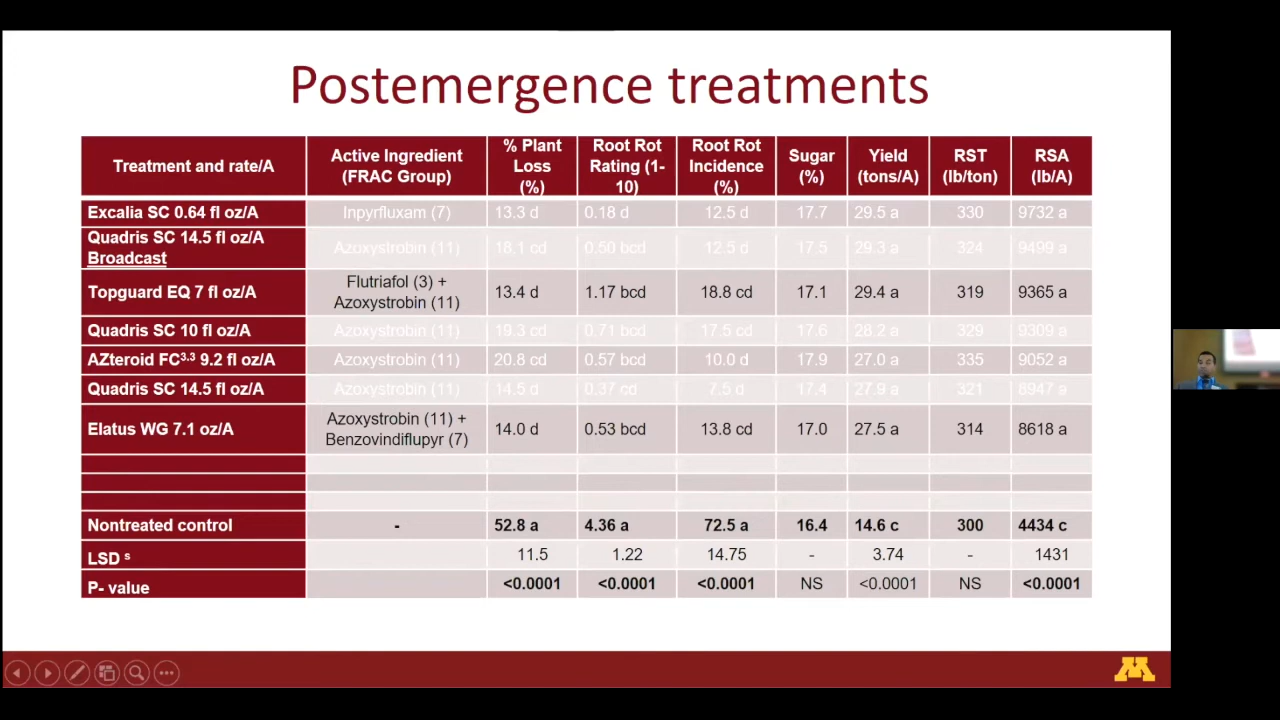 Postemergence treatments
Treatment and rate/A
Active Ingredient
(FRAC Group)
% Plant
Loss
(%)
Root Rot
Rating (1-
10)
Root Rot
Incidence
(%)
Sugar
(%)
Yield
(tons/A)
RST
(lb/ton)
RSA
(lb/A)
Excalia SC 0.64 fl oz/A Inpyrfluxam (7) 13.3 d 0.18 d 12.5 d 17.7 29.5 a 330 9732 a
Quadris SC 14.5 fl oz/A
Broadcast
Azoxystrobin (11) 18.1 cd 0.50 bcd 12.5 d 17.5 29.3 a 324 9499 a
Topguard EQ 7 fl oz/A
Flutriafol (3) +
Azoxystrobin (11)
13.4 d 1.17 bcd 18.8 cd 17.1 29.4 a 319 9365 a
Quadris SC 10 fl oz/A Azoxystrobin (11) 19.3 cd 0.71 bcd 17.5 cd 17.6 28.2 a 329 9309 a
AZteroid FC3.3 9.2 fl oz/A Azoxystrobin (11) 20.8 cd 0.57 bcd 10.0 d 17.9 27.0 a 335 9052 a
Quadris SC 14.5 fl oz/A Azoxystrobin (11) 14.5 d 0.37 cd 7.5 d 17.4 27.9 a 321 8947 a
Elatus WG 7.1 oz/A
Azoxystrobin (11) +
Benzovindiflupyr (7)
14.0 d 0.53 bcd 13.8 cd 17.0 27.5 a 314 8618 a
Nontreated control - 52.8 a 4.36 a 72.5 a 16.4 14.6 c 300 4434 c
LSD s 11.5 1.22 14.75 - 3.74 - 1431
P- value <0.0001 <0.0001 <0.0001 NS <0.0001 NS <0.0001
M